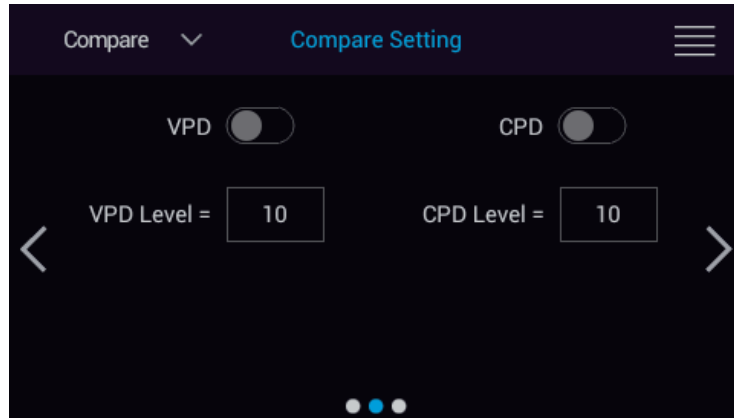 Compare Compare Setting
VPD CPD
VPD Level = 10 CPD Level = 10